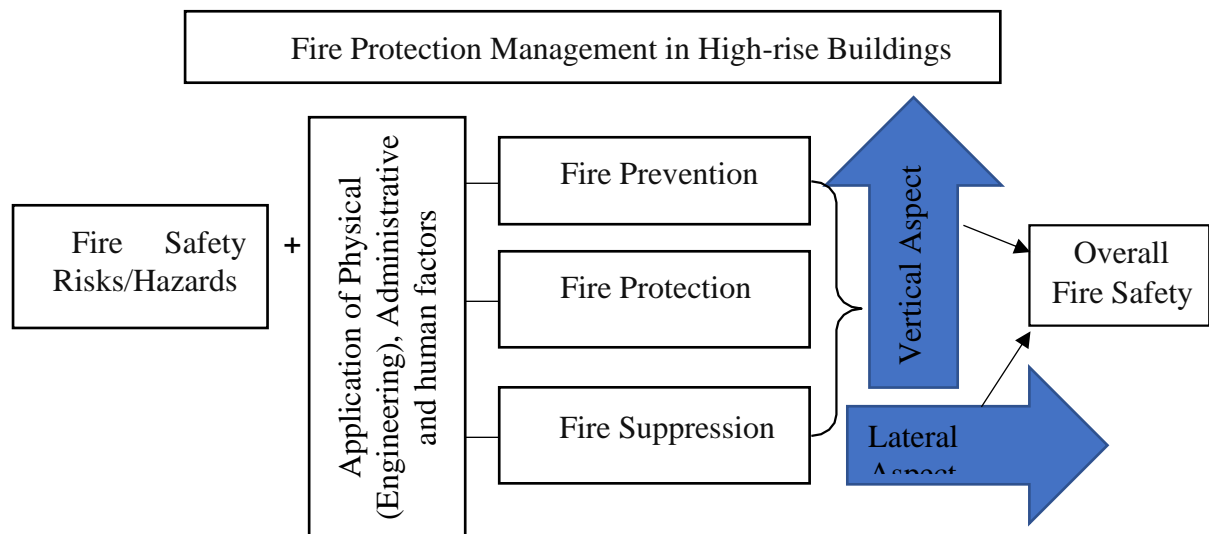 Fire Protection Management in High-rise Buildings
Fire Safety
Risks/Hazards
+
Application of Physical
(Engineering), Administrative
and human factors
Fire Prevention
Fire Protection
Fire Suppression
Vertical Aspect
Lateral
Aspect
Overall
Fire Safety